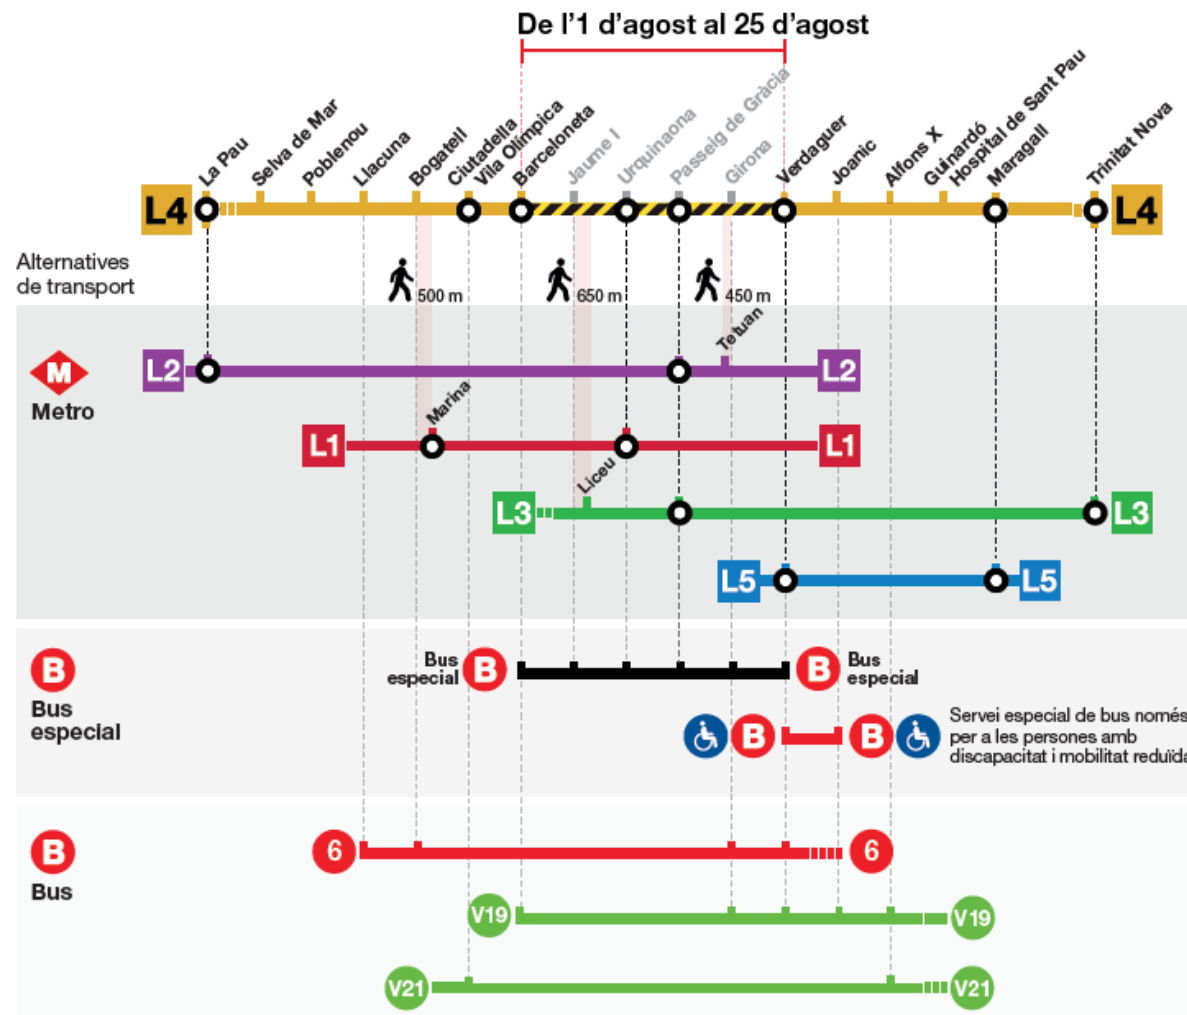 De l’1 d’agost al 25 d’agost
La Pau
Selva de Mar
Poblenou
Llacuna
Bogatell
Ciutadella
Vila Olímpica
Barceloneta
Jaume I
Urquinaona
Passeig de Gràcia
Girona
Verdaguer
Joanic
Alfons X
Guinardó
Hospital de Sant Pau
Maragall
Trinitat Nova
L4
L4
Alternatives
de transport
500 m
650 m
450 m
Tetuan
M
Metro
L2
L2
Marina
L1
L1
Liceu
L3
L3
L5
L5
B
Bus
especial
Bus
especial
B
B
Bus
especial
B
B
Servei especial de bus només
per a les persones amb
discapacitat i mobilitat reduïda
B
Bus
6
6
V19
V19
V21
V21